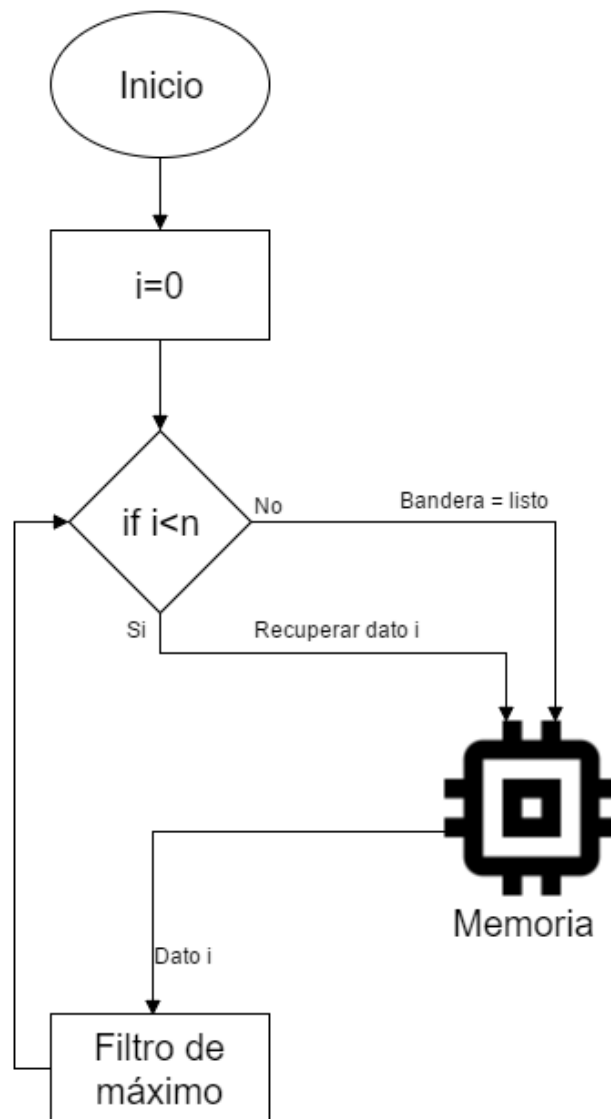 Inicio
i=0
if i<n
No
Bandera = listo
Si
Recuperar dato i
Memoria
Dato i
Filtro de
máximo